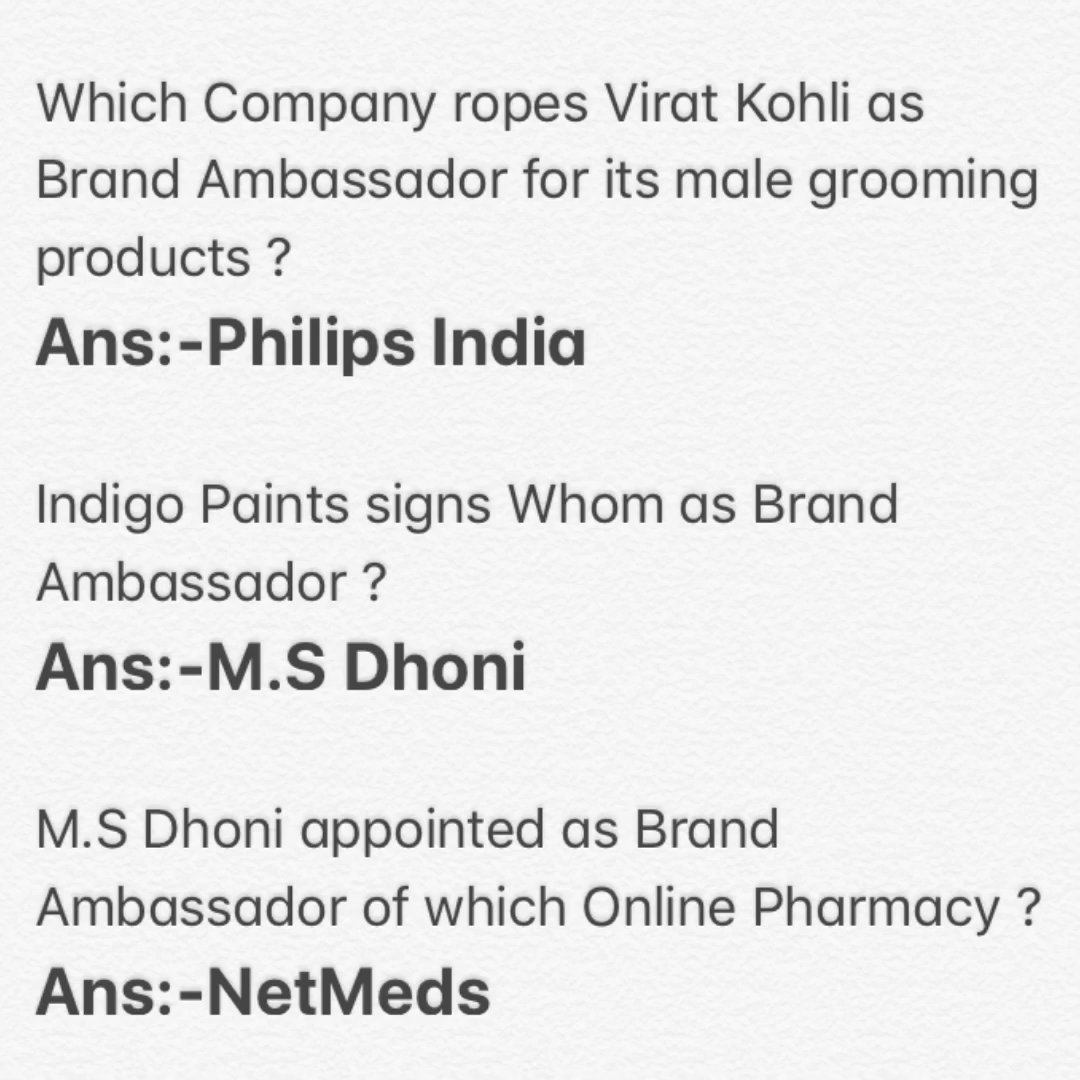 Which Company ropes Virat Kohli as
Brand Ambassador for its male grooming
products ?
Ans:-Philips India
Indigo Paints signs Whom as Brand
Ambassador ?
Ans:-M.S Dhoni
M.S Dhoni appointed as Brand
Ambassador of which Online Pharmacy ?
Ans:-NetMeds